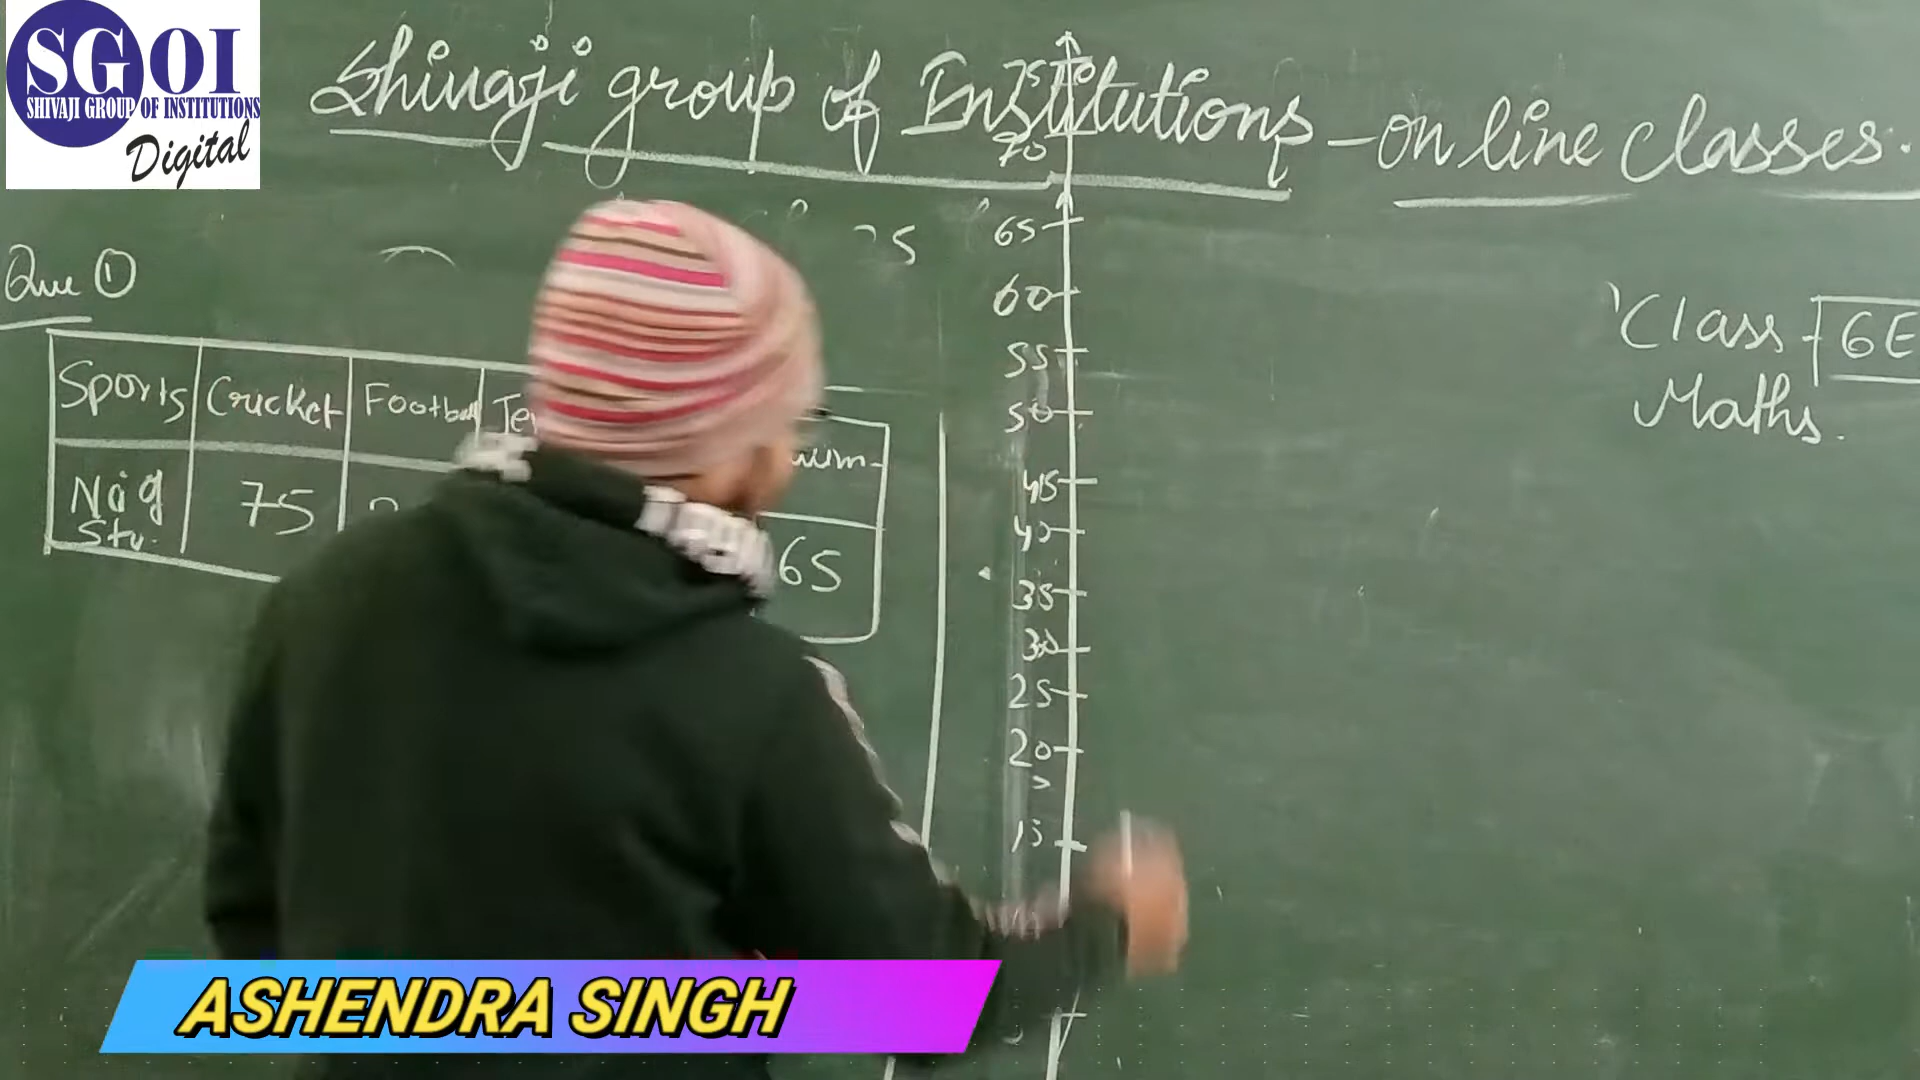 SGOI
SHIVAJI GROUP OF INSTITUTIONS
Digital
Shivaji group of Institutions - on line classes.
Que ①
Class - 6E
Maths.
Sports Cricket Football
No of Stu. 75 65
75
70
65
60
55
50
45
40
35
30
25
20
15
ASHENDRA SINGH